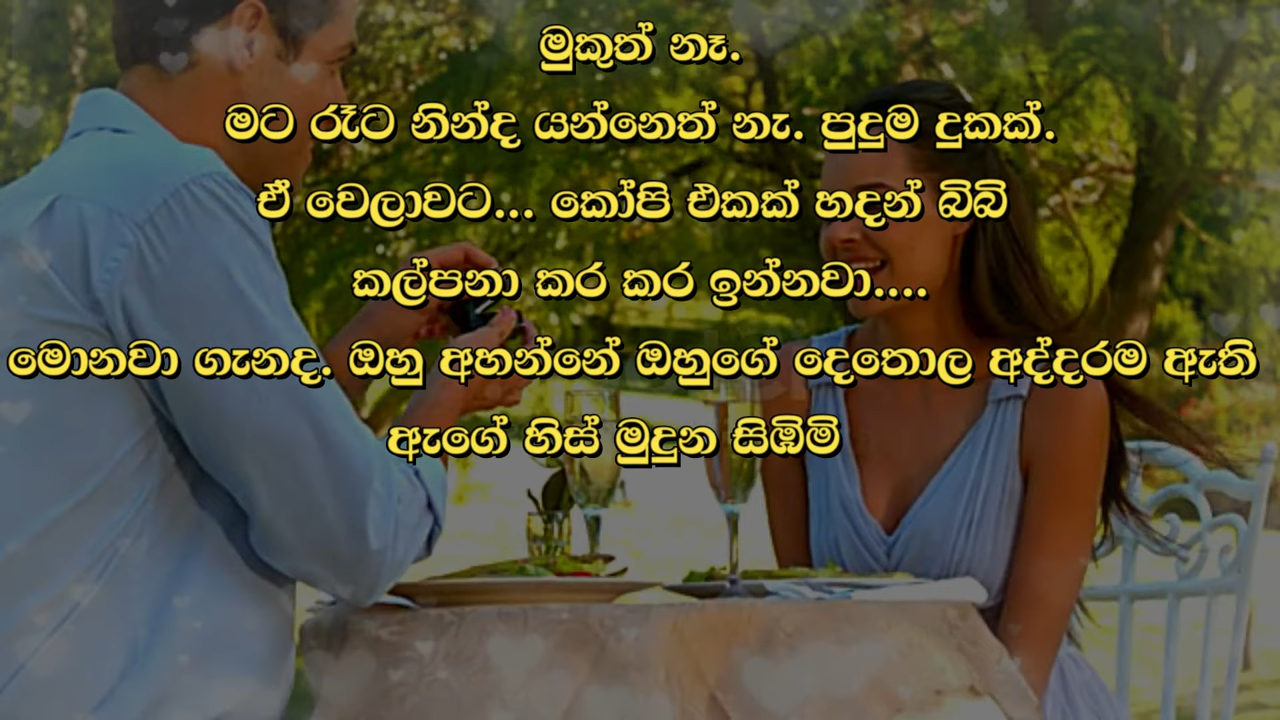 මුකුත් නෑ.
මට රෑට නින්ද යන්නෙත් නැ. පුදුම දුකක්.
ඒ වෙලාවට... කෝපි එකක් හදන් බිබි
කල්පනා කර කර ඉන්නවා....
මොනවා ගැනද. ඔහු අහන්නේ ඔහුගේ දෙතොල අද්දරම ඇති
ඇගේ හිස් මුදුන සිඹිමි